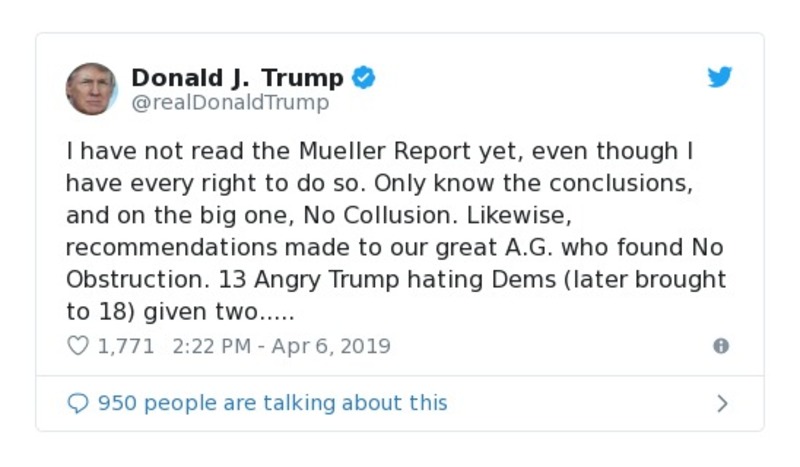 Donald J. Trump
@realDonaldTrump
I have not read the Mueller Report yet, even though I
have every right to do so. Only know the conclusions,
and on the big one, No Collusion. Likewise,
recommendations made to our great A.G. who found No
Obstruction. 13 Angry Trump hating Dems (later brought
to 18) given two.....
1,771 2:22 PM - Apr 6, 2019
950 people are talking about this